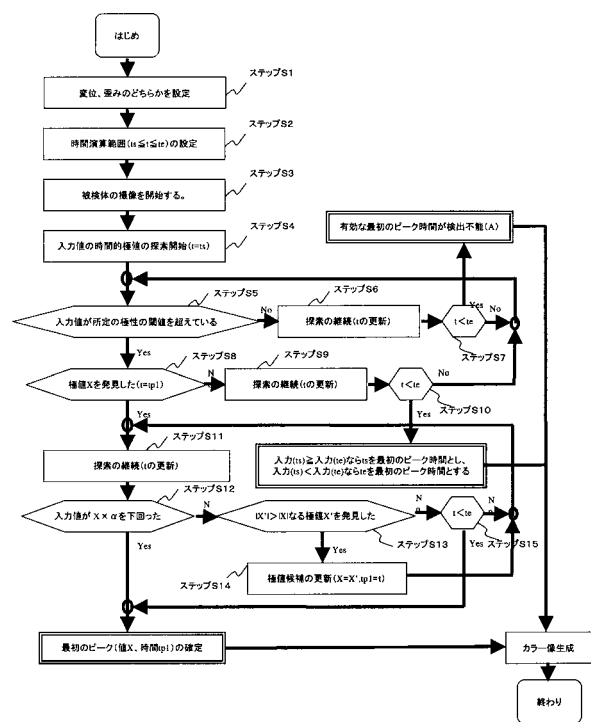 はじめ
ステップS1
変位、歪みのどちらかを設定
ステップS2
時間演算範囲(ts≦t≦te)の設定
ステップS3
被検体の撮像を開始する。
ステップS4
入力値の時間的極値の探索開始(t=ts)
有効な最初のピーク時間が検出不能(A)
ステップS5
入力値が所定の極性の閾値を超えている
No
Yes
ステップS6
探索の継続(tの更新)
t<te
Yes
No
ステップS7
ステップS8
極値Xを発見した(t=tp1)
N
Yes
ステップS9
探索の継続(tの更新)
t<te
No
Yes
ステップS10
入力(ts)≧入力(te)ならtsを最初のピーク時間とし、
入力(ts)<入力(te)ならteを最初のピーク時間とする
ステップS11
探索の継続(tの更新)
ステップS12
入力値がX×αを下回った
N
Yes
|X'|>|X|なる極値X'を発見した
No
Yes
ステップS13
t<te
No
Yes
ステップS15
ステップS14
極値候補の更新(X=X',tp1=t)
最初のピーク(値X、時間tp1)の確定
カラー像生成
終わり